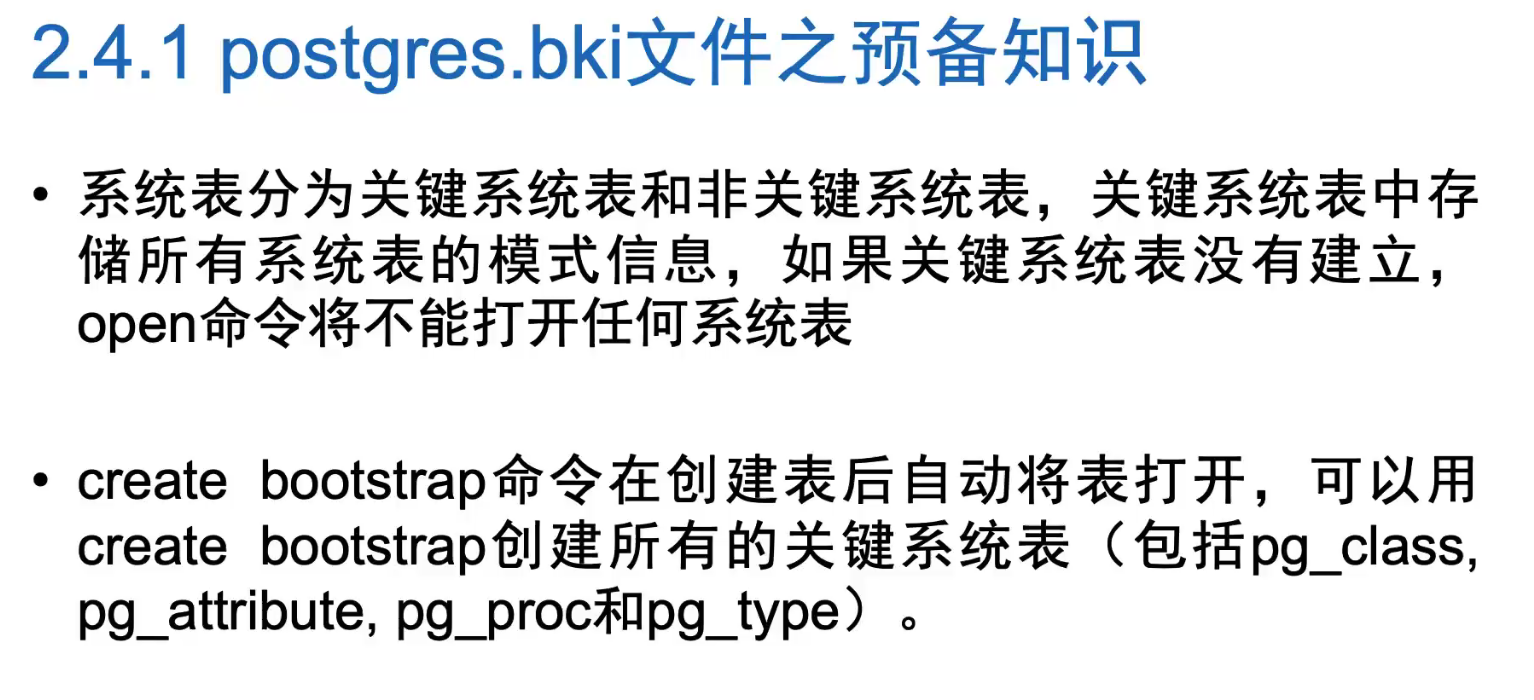 2.4.1 postgres.bki文件之预备知识
• 系统表分为关键系统表和非关键系统表，关键系统表中存
储所有系统表的模式信息，如果关键系统表没有建立，
open命令将不能打开任何系统表
• create bootstrap命令在创建表后自动将表打开，可以用
create bootstrap创建所有的关键系统表（包括pg_class,
pg_attribute, pg_proc和pg_type）。